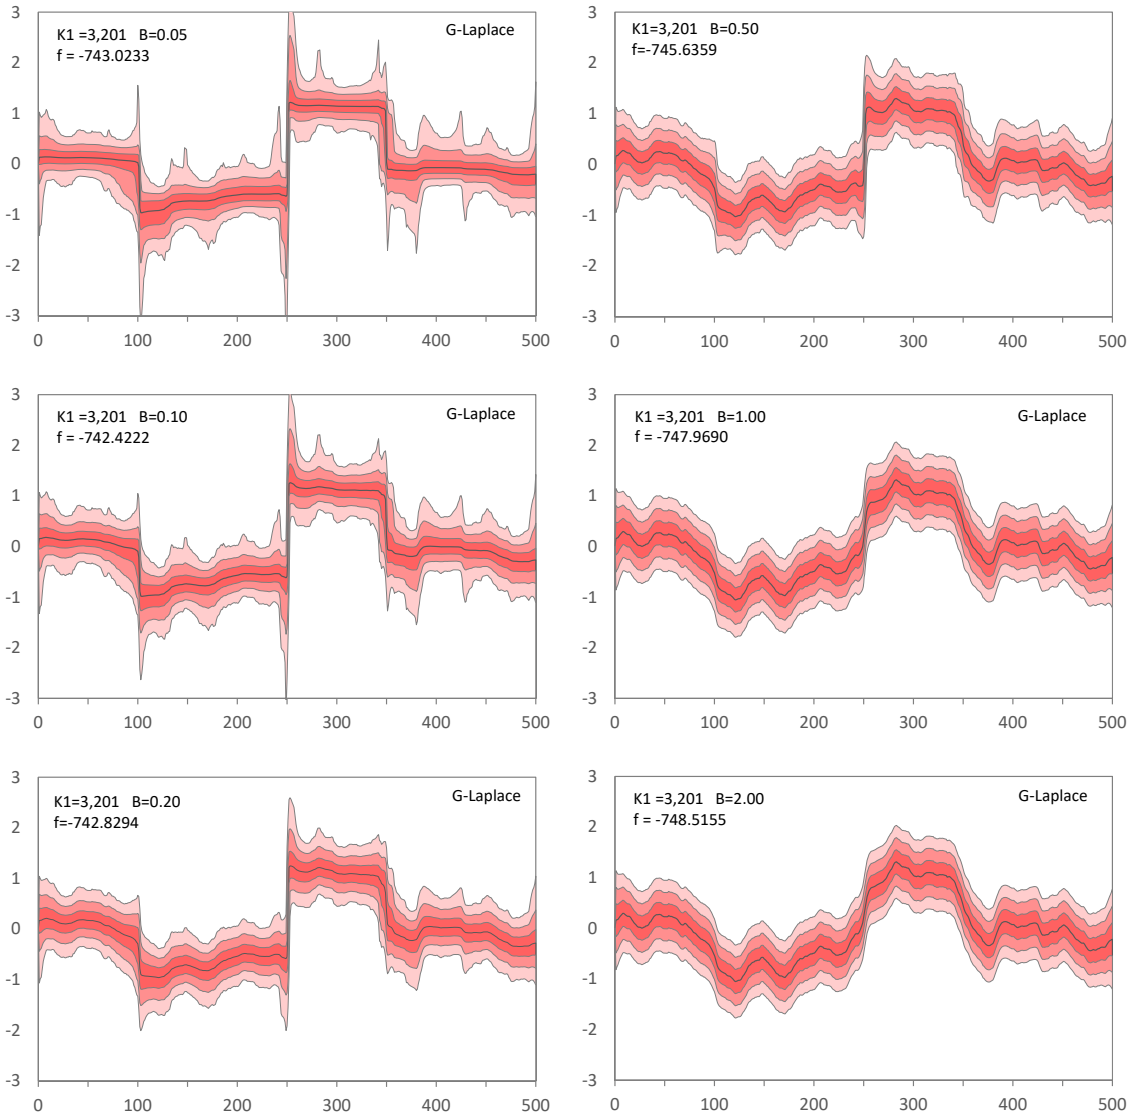 3
2
1
0
-1
-2
-3
K1 =3,201 B=0.05
f = -743.0233
G-Laplace
0 100 200 300 400 500
3
2
1
0
-1
-2
-3
K1=3,201 B=0.50
f=-745.6359
0 100 200 300 400 500
3
2
1
0
-1
-2
-3
K1 =3,201 B=0.10
f = -742.4222
G-Laplace
0 100 200 300 400 500
3
2
1
0
-1
-2
-3
K1 =3,201 B=1.00
f = -747.9690
G-Laplace
0 100 200 300 400 500
3
2
1
0
-1
-2
-3
K1=3,201 B=0.20
f=-742.8294
G-Laplace
0 100 200 300 400 500
3
2
1
0
-1
-2
-3
K1 =3,201 B=2.00
f = -748.5155
G-Laplace
0 100 200 300 400 500